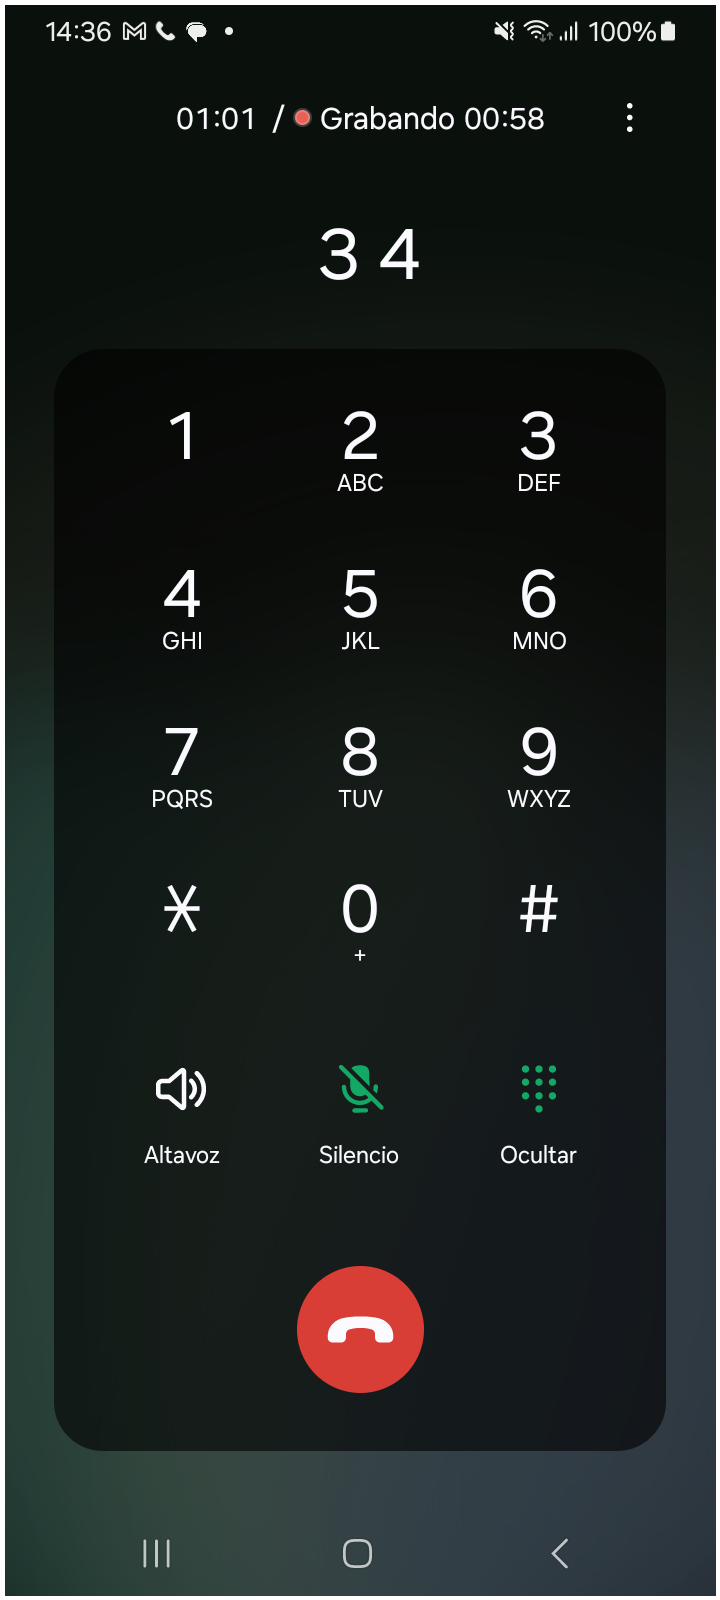 14:36 100%
01:01 / Grabando 00:58
3 4
1 2 3
ABC DEF
4 5 6
GHI JKL MNO
7 8 9
PQRS TUV WXYZ
* 0 #
+
Altavoz Silencio Ocultar